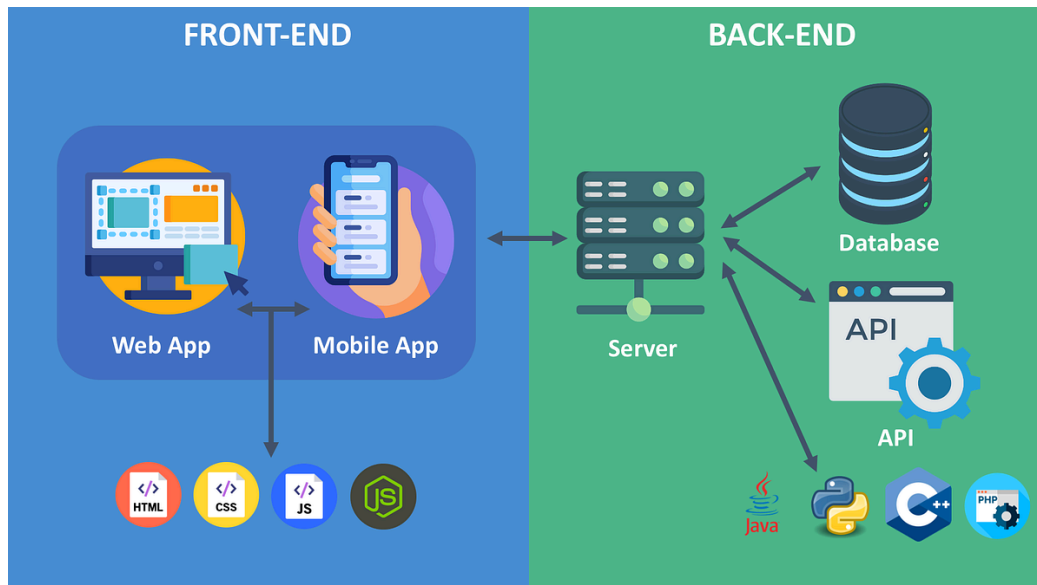 FRONT-END
BACK-END
Web App
Mobile App
Server
Database
API
API
HTML
CSS
JS
JS
Java
C++
PHP